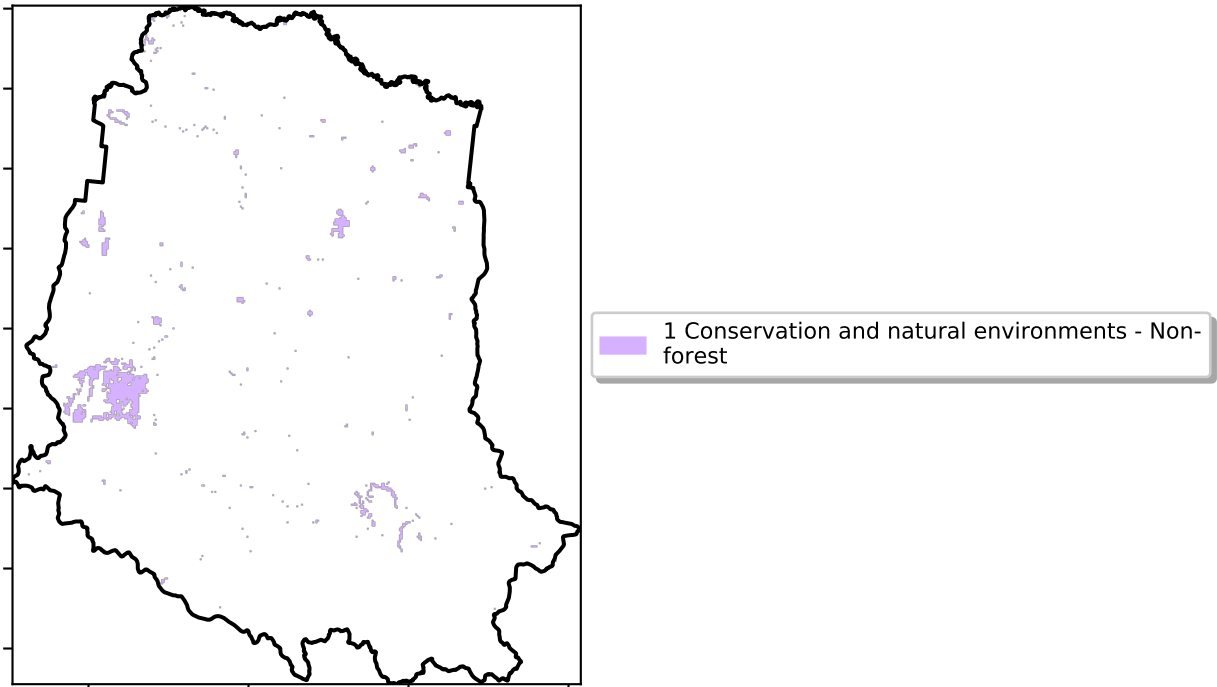 1 Conservation and natural environments - Non-
forest